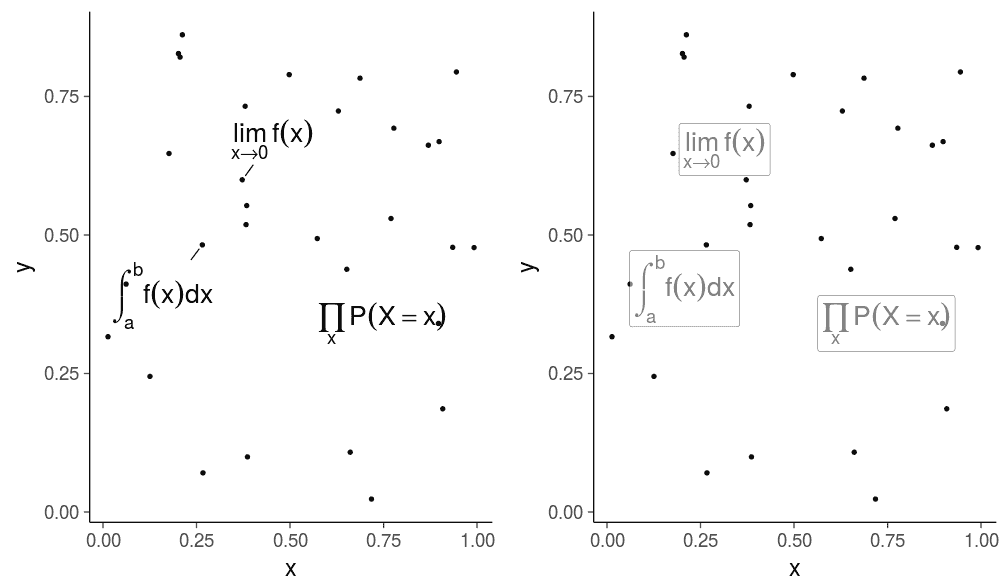 0.75
0.50
0.25
0.00
y
lim f(x)
x→0
∫ₐᵇ f(x)dx
∏ P(X = x)
x
0.00 0.25 0.50 0.75 1.00
x
0.75
0.50
0.25
0.00
y
lim f(x)
x→0
∫ₐᵇ f(x)dx
∏ P(X = x)
x
0.00 0.25 0.50 0.75 1.00
x